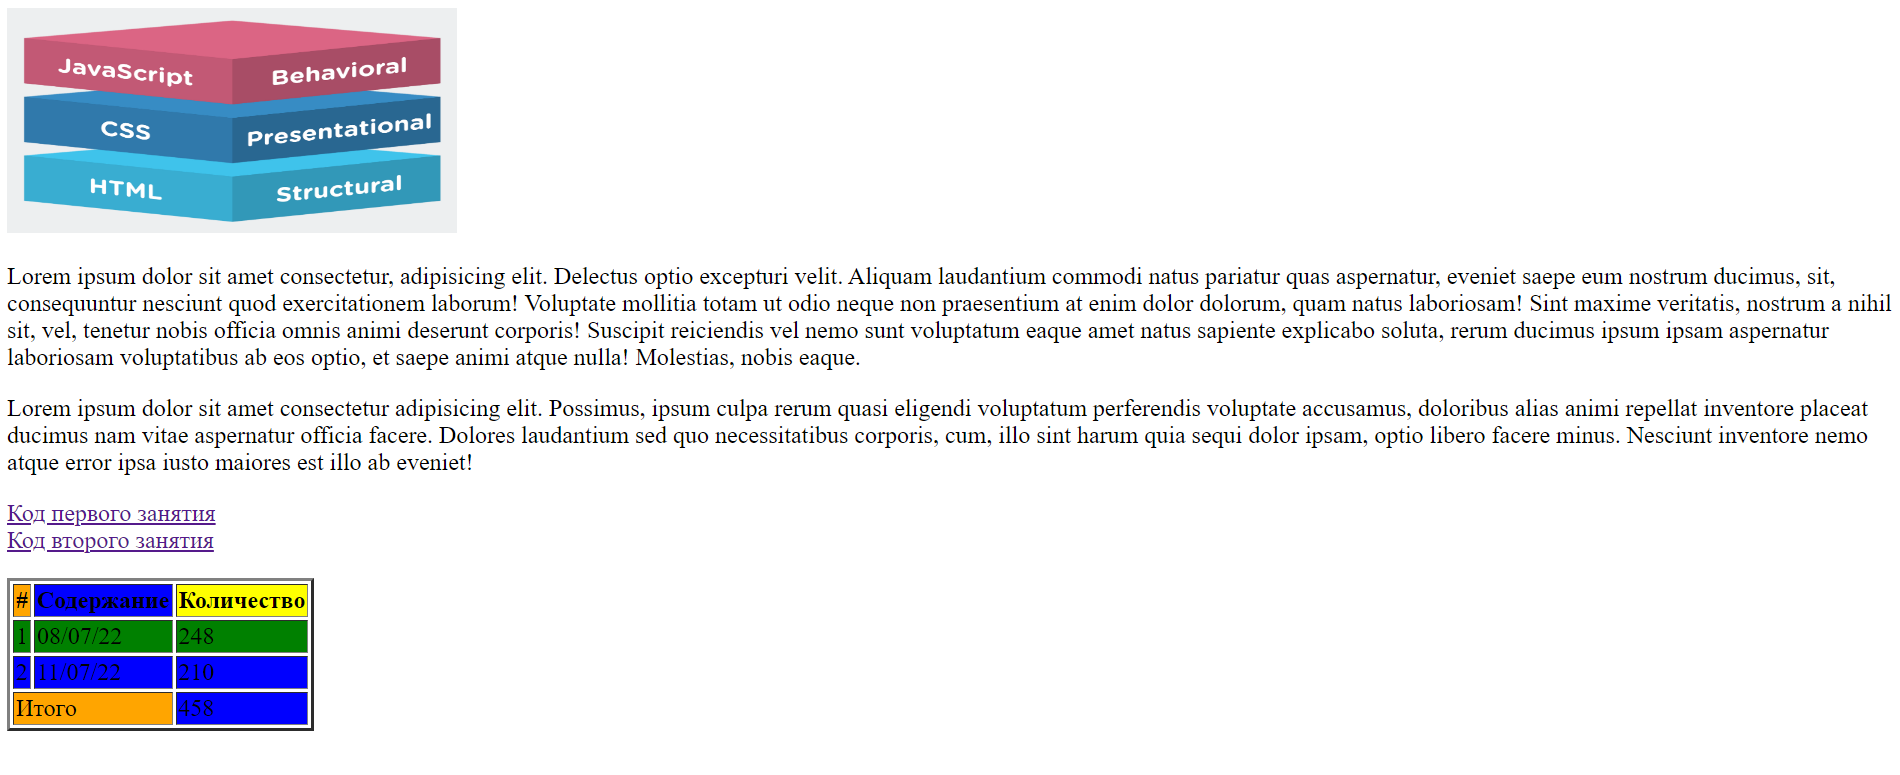 JavaScript Behavioral
CSS Presentational
HTML Structural
Lorem ipsum dolor sit amet consectetur, adipisicing elit. Delectus optio excepturi velit. Aliquam laudantium commodi natus pariatur quas aspernatur, eveniet saepe eum nostrum ducimus, sit,
consequuntur nesciunt quod exercitationem laborum! Voluptate mollitia totam ut odio neque non praesentium at enim dolor dolorum, quam natus laboriosam! Sint maxime veritatis, nostrum a nihil
sit, vel, tenetur nobis officia omnis animi deserunt corporis! Suscipit reiciendis vel nemo sunt voluptatum eaque amet natus sapiente explicabo soluta, rerum ducimus ipsum ipsam aspernatur
laboriosam voluptatibus ab eos optio, et saepe animi atque nulla! Molestias, nobis eaque.
Lorem ipsum dolor sit amet consectetur adipisicing elit. Possimus, ipsum culpa rerum quasi eligendi voluptatum perferendis voluptate accusamus, doloribus alias animi repellat inventore placeat
ducimus nam vitae aspernatur officia facere. Dolores laudantium sed quo necessitatibus corporis, cum, illo sint harum quia sequi dolor ipsam, optio libero facere minus. Nesciunt inventore nemo
atque error ipsa iusto maiores est illo ab eveniet!
Код первого занятия
Код второго занятия
# Содержание Количество
1 08/07/22 248
2 11/07/22 210
Итого 458